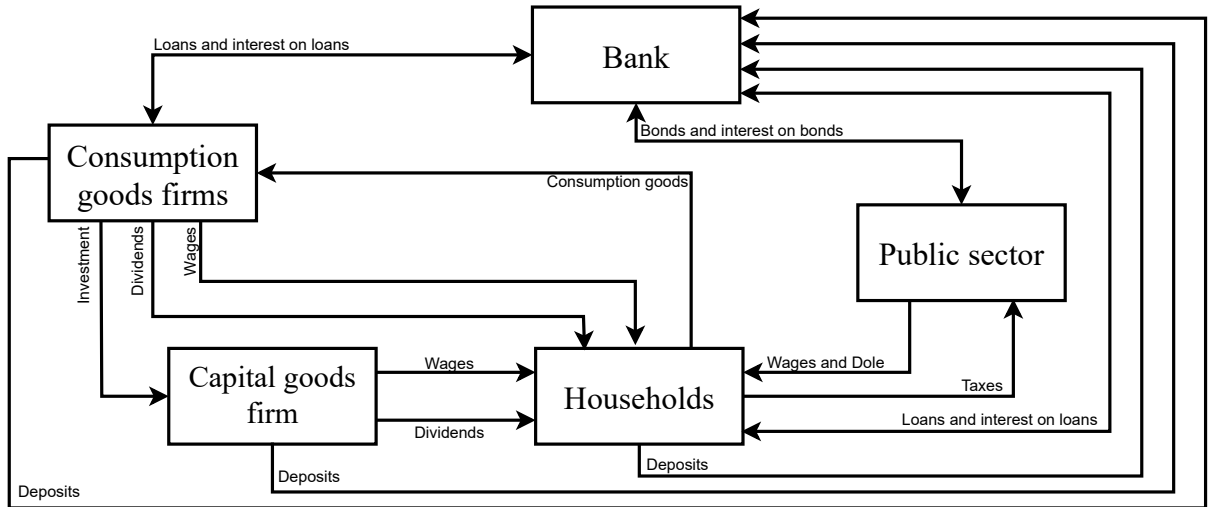 Loans and interest on loans
Bank
Bonds and interest on bonds
Consumption
goods firms
Consumption goods
Public sector
Investment
Dividends
Wages
Capital goods
firm
Wages
Dividends
Households
Wages and Dole
Taxes
Loans and interest on loans
Deposits
Deposits
Deposits